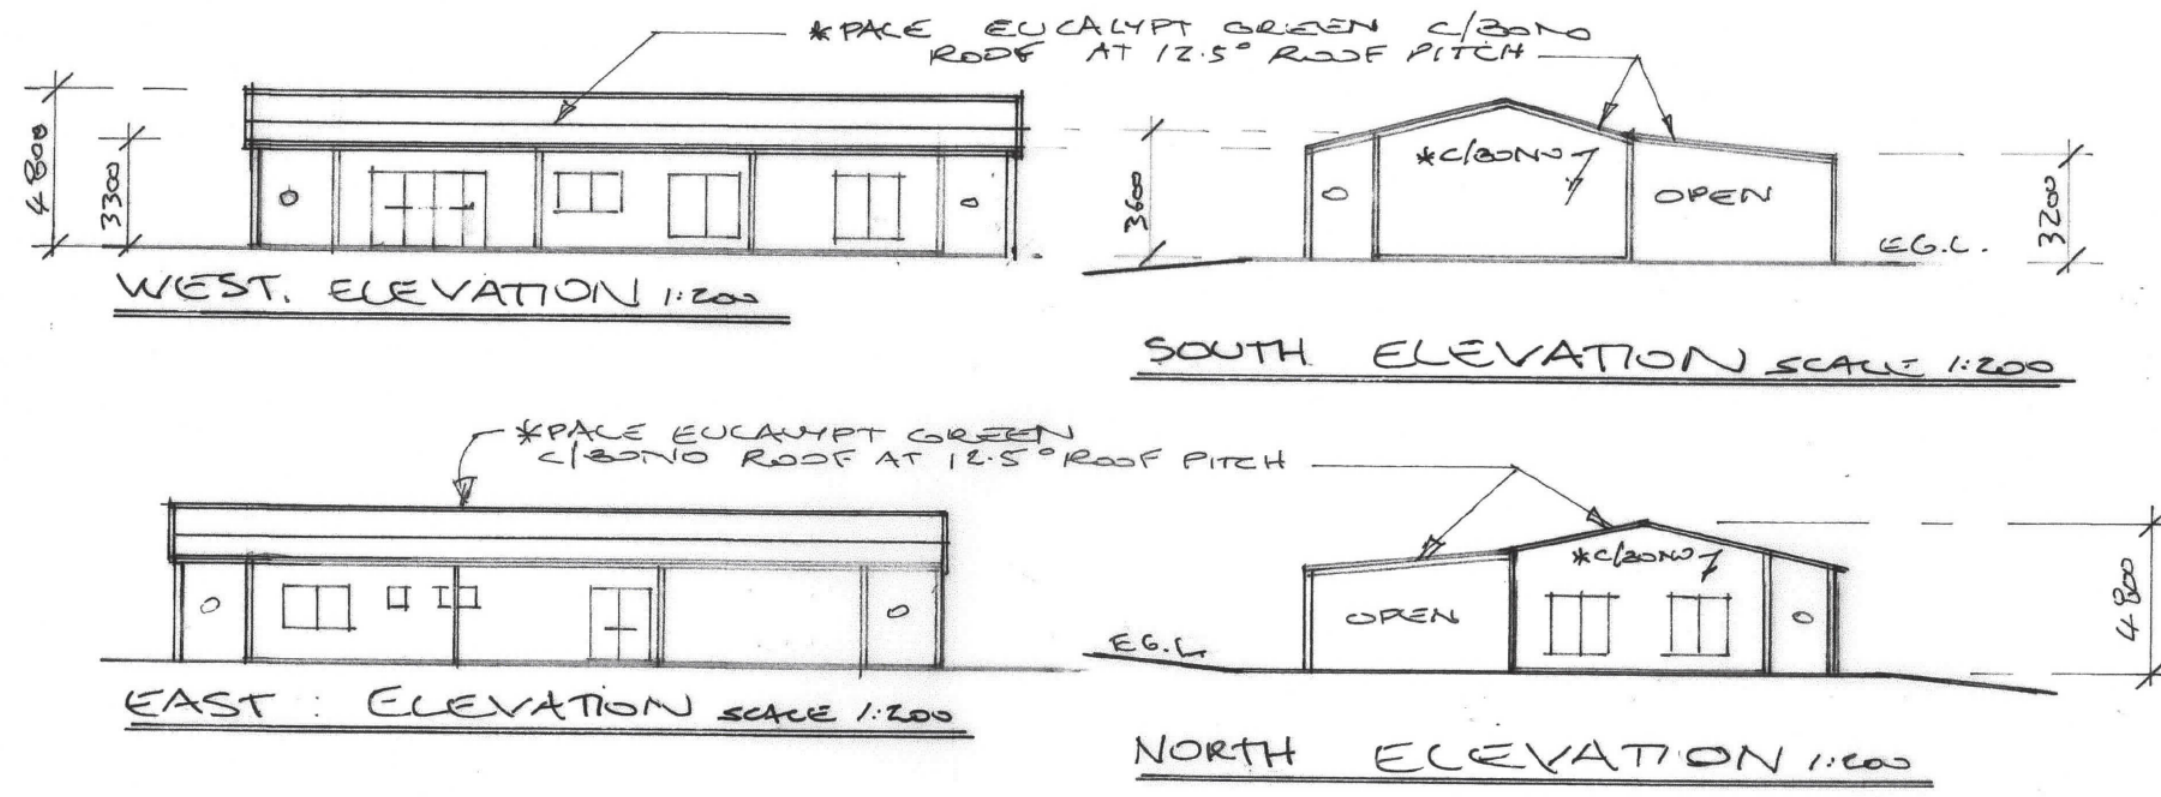 *PALE EUCALYPT GREEN C/BOND
ROOF AT 12.5° ROOF PITCH
4800
3300
WEST. ELEVATION 1:200
*C/BOND
OPEN
3600
3200
E.G.L.
SOUTH ELEVATION SCALE 1:200
*PALE EUCALYPT GREEN
C/BOND ROOF AT 12.5° ROOF PITCH
EAST : ELEVATION SCALE 1:200
*C/BOND
OPEN
E.G.L.
4800
NORTH ELEVATION 1:200